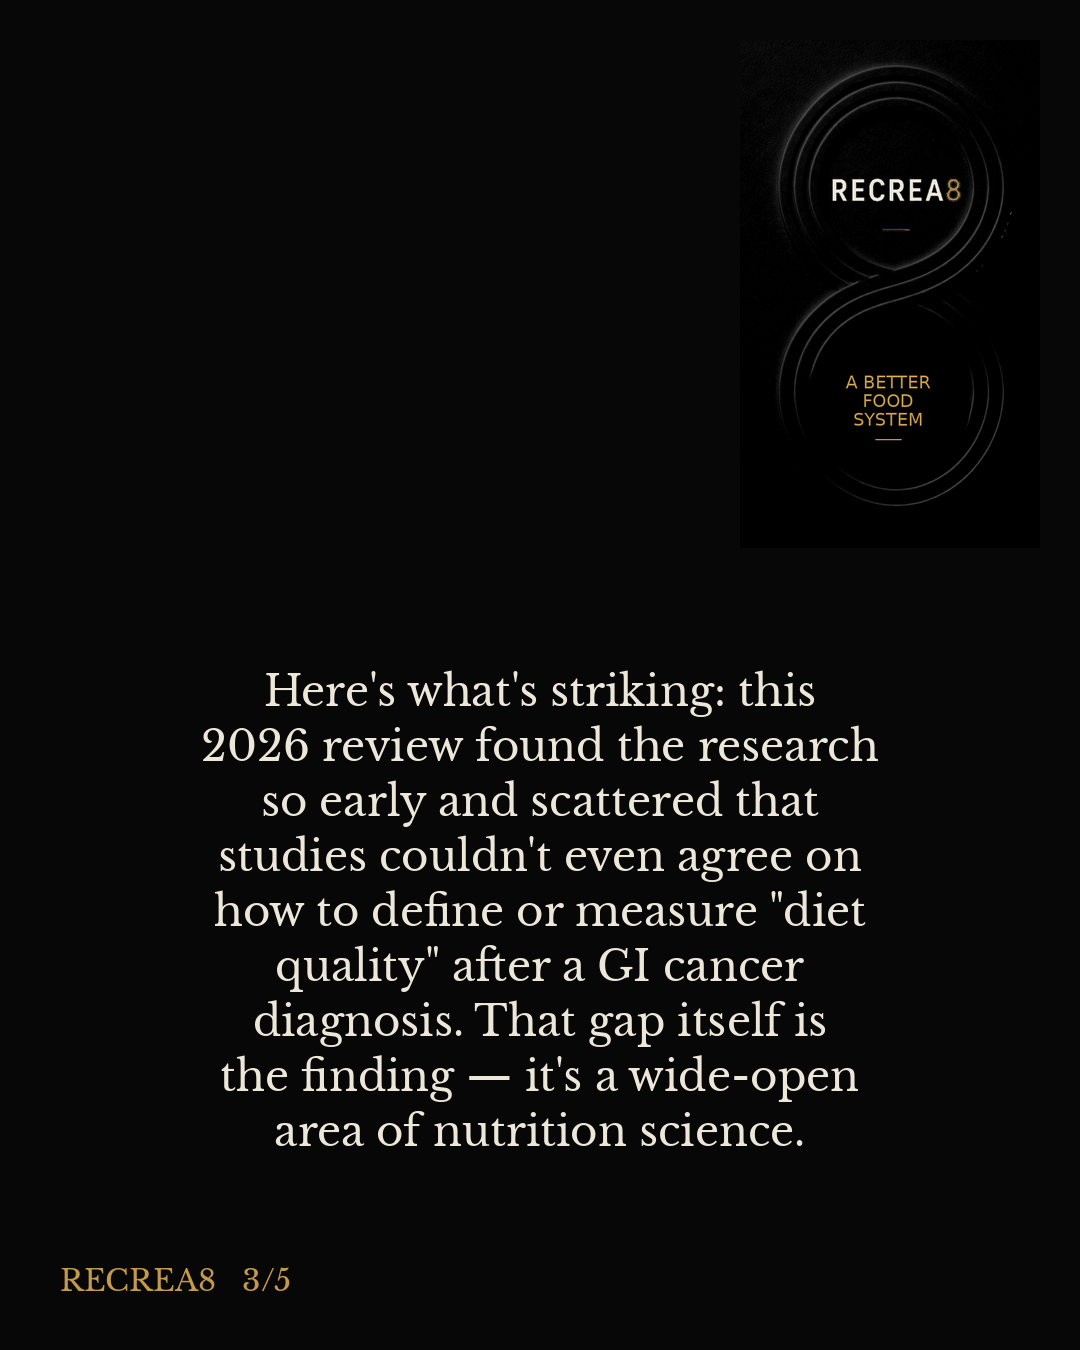 RECREA8
A BETTER
FOOD
SYSTEM
Here's what's striking: this
2026 review found the research
so early and scattered that
studies couldn't even agree on
how to define or measure "diet
quality" after a GI cancer
diagnosis. That gap itself is
the finding — it's a wide-open
area of nutrition science.
RECREA8 3/5